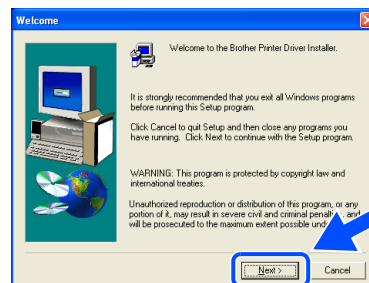 Welcome
Welcome to the Brother Printer Driver Installer.
It is strongly recommended that you exit all Windows programs
before running this Setup program.
Click Cancel to quit Setup and then close any programs you
have running. Click Next to continue with the Setup program.
WARNING: This program is protected by copyright law and
international treaties.
Unauthorized reproduction or distribution of this program, or any
portion of it, may result in severe civil and criminal and
will be prosecuted to the maximum extent possible
Next >
Cancel